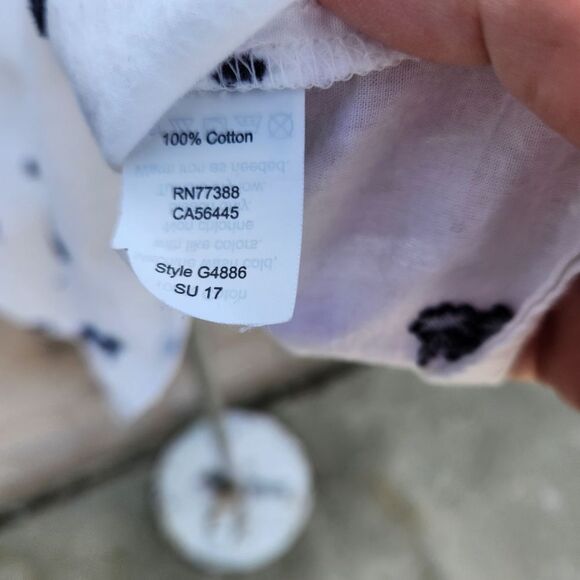 100% Cotton
RN77388
CA56445
Style G4886
SU 17